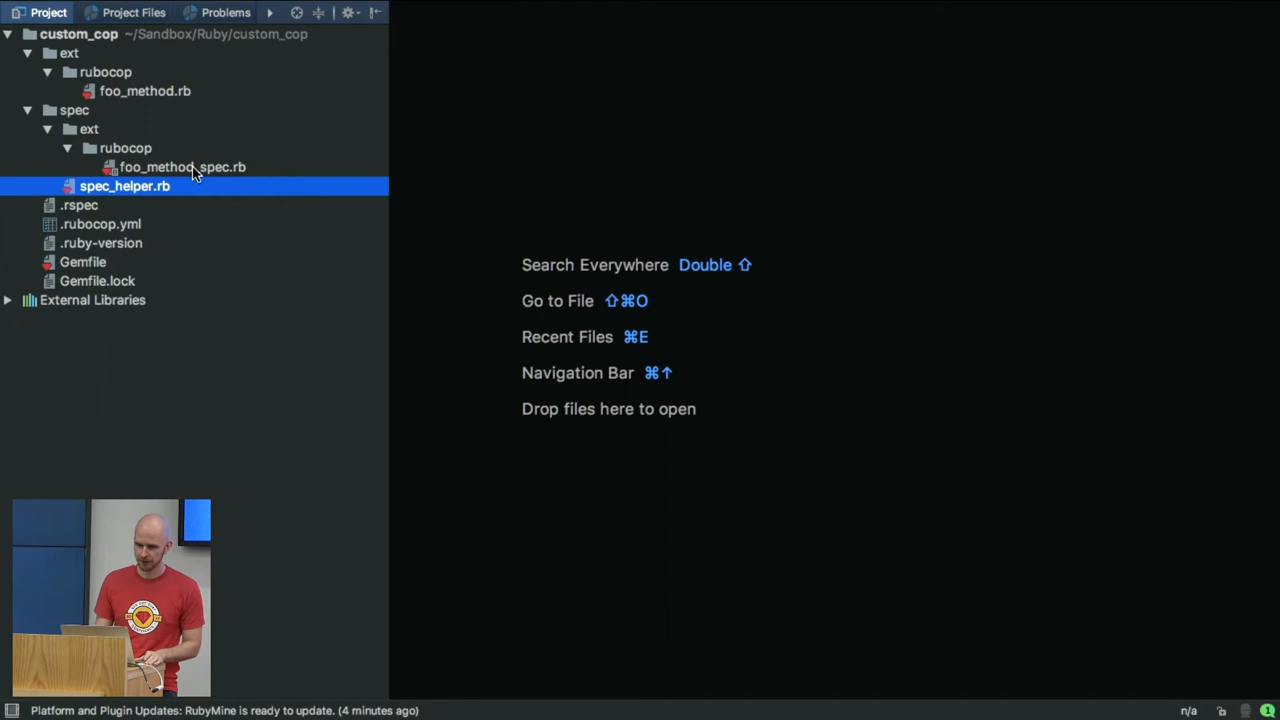 Project
Project Files
Problems
custom_cop ~/Sandbox/Ruby/custom_cop
ext
rubocop
foo_method.rb
spec
ext
rubocop
foo_method_spec.rb
spec_helper.rb
.rspec
.rubocop.yml
.ruby-version
Gemfile
Gemfile.lock
External Libraries
Search Everywhere Double ⇧
Go to File ⇧⌘O
Recent Files ⌘E
Navigation Bar ⌘↑
Drop files here to open
Platform and Plugin Updates: RubyMine is ready to update. (4 minutes ago)
n/a
1